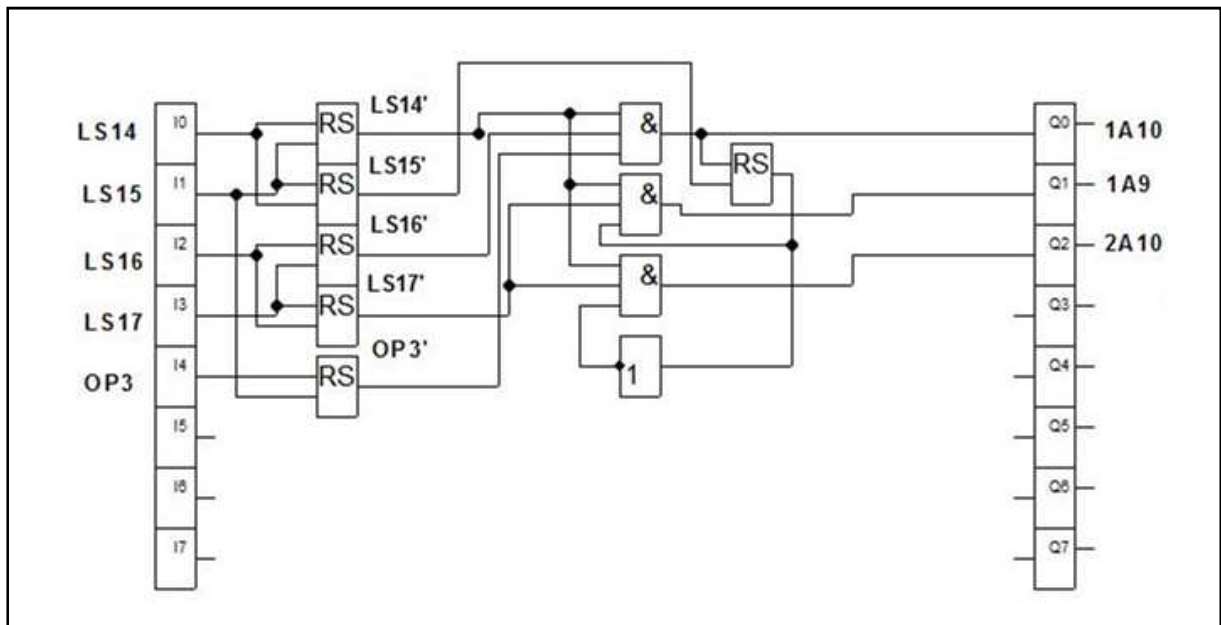 LS14'
I0 RS & Q0 1A10
LS14
RS
LS15'
I1 RS & Q1 1A9
LS15
LS16'
I2 RS Q2 2A10
LS16
&
LS17'
I3 RS Q3
LS17
OP3'
I4 RS 1 Q4
OP3
I5 Q5
I6 Q6
I7 Q7